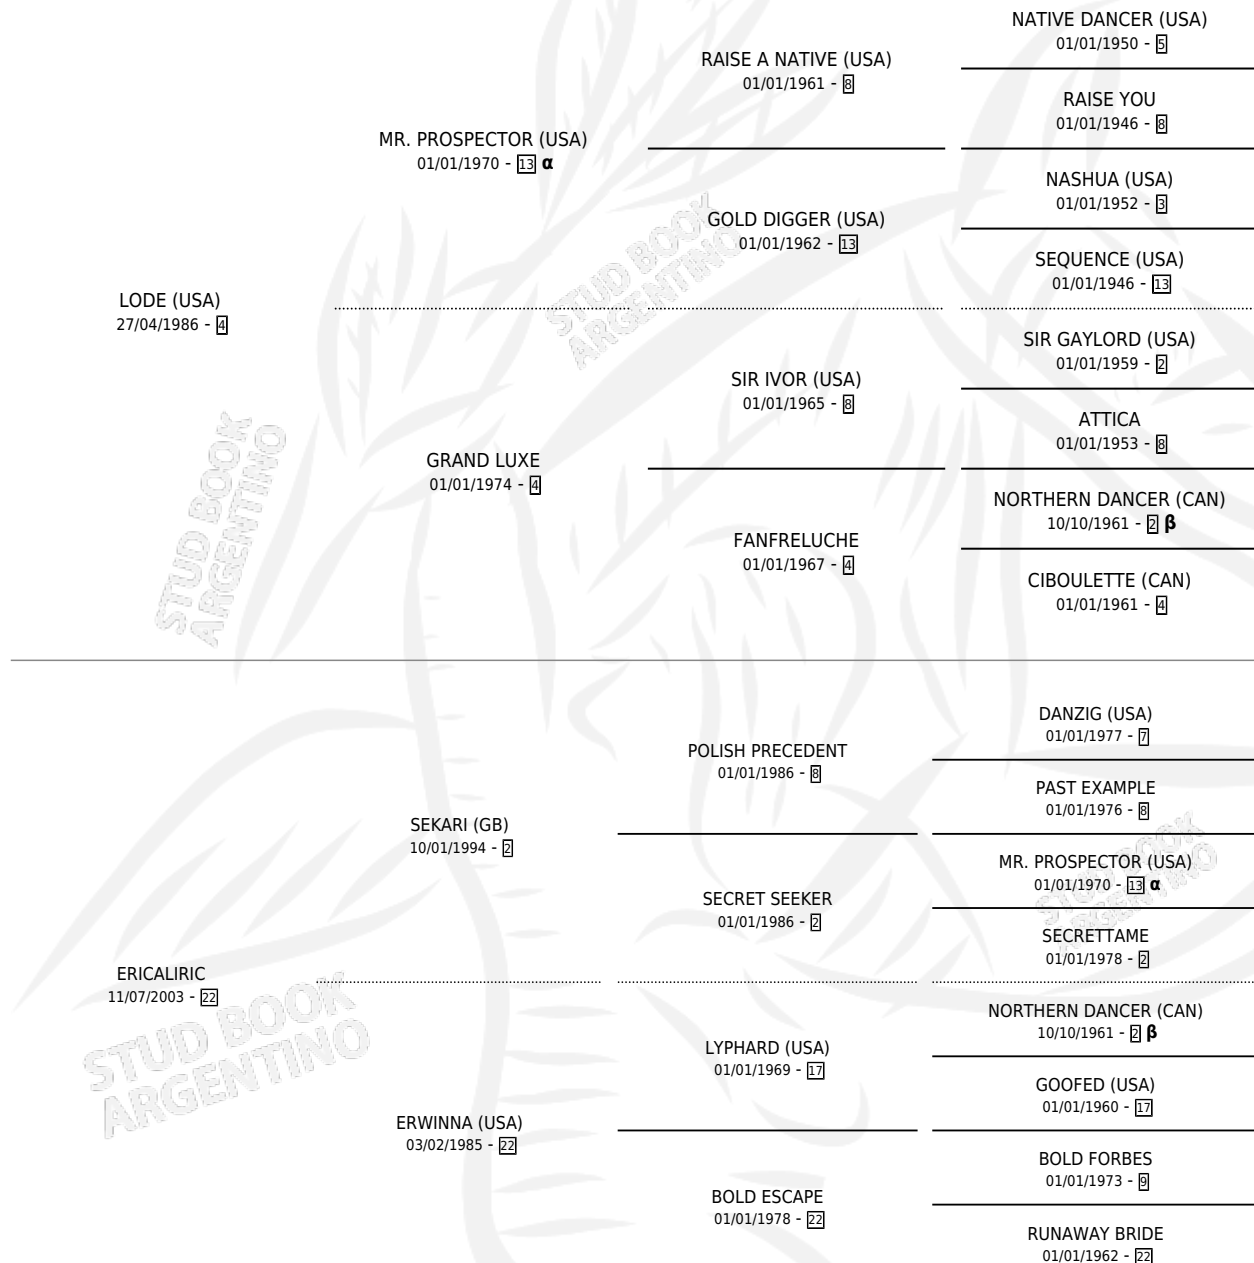 NATIVE DANCER (USA)
01/01/1950 - 5
RAISE A NATIVE (USA)
01/01/1961 - 8
RAISE YOU
01/01/1946 - 8
MR. PROSPECTOR (USA)
01/01/1970 - 13 α
NASHUA (USA)
01/01/1952 - 3
GOLD DIGGER (USA)
01/01/1962 - 13
SEQUENCE (USA)
01/01/1946 - 13
LODE (USA)
27/04/1986 - 4
STUD BOOK
ARGENTINO
SIR GAYLORD (USA)
01/01/1959 - 2
SIR IVOR (USA)
01/01/1965 - 8
ATTICA
01/01/1953 - 8
GRAND LUXE
01/01/1974 - 4
NORTHERN DANCER (CAN)
10/10/1961 - 2 β
FANFRELUCHE
01/01/1967 - 4
CIBOULETTE (CAN)
01/01/1961 - 4
STUD BOOK
ARGENTINO
DANZIG (USA)
01/01/1977 - 7
POLISH PRECEDENT
01/01/1986 - 8
PAST EXAMPLE
01/01/1976 - 8
SEKARI (GB)
10/01/1994 - 2
MR. PROSPECTOR (USA)
01/01/1970 - 13 α
STUD BOOK
ARGENTINO
SECRET SEEKER
01/01/1986 - 2
SECRETTAME
01/01/1978 - 2
ERICALIRIC
11/07/2003 - 22
STUD BOOK
ARGENTINO
NORTHERN DANCER (CAN)
10/10/1961 - 2 β
LYPHARD (USA)
01/01/1969 - 17
GOOFED (USA)
01/01/1960 - 17
ERWINNA (USA)
03/02/1985 - 22
BOLD FORBES
01/01/1973 - 9
BOLD ESCAPE
01/01/1978 - 22
RUNAWAY BRIDE
01/01/1962 - 22